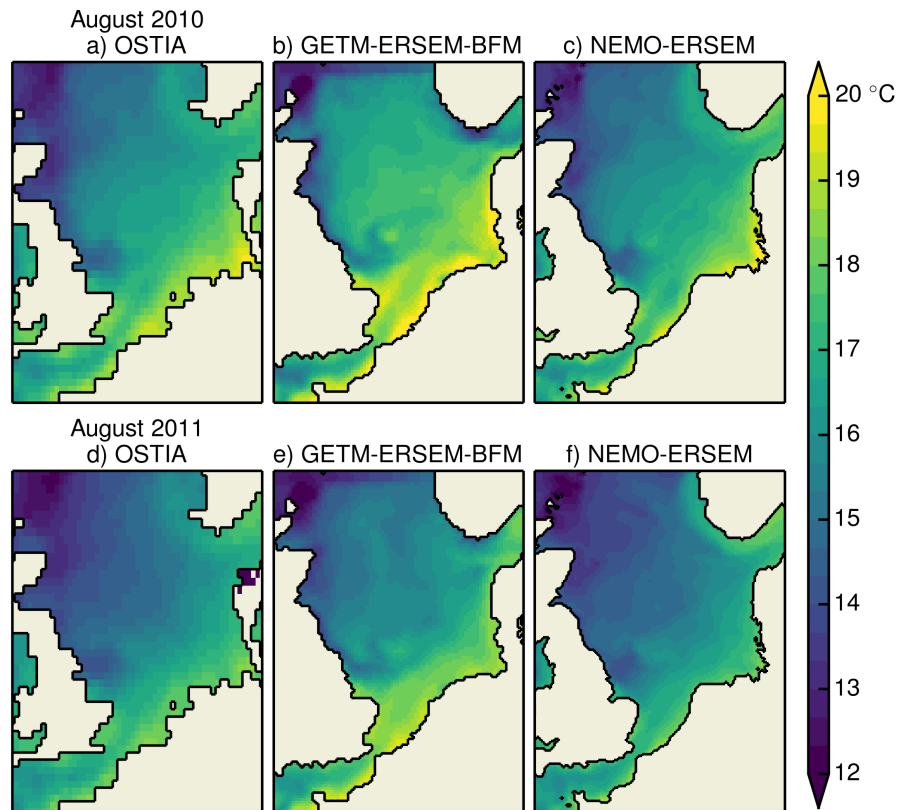 August 2010
a) OSTIA
b) GETM-ERSEM-BFM
c) NEMO-ERSEM
20 °C
19
18
17
16
15
14
13
12
August 2011
d) OSTIA
e) GETM-ERSEM-BFM
f) NEMO-ERSEM